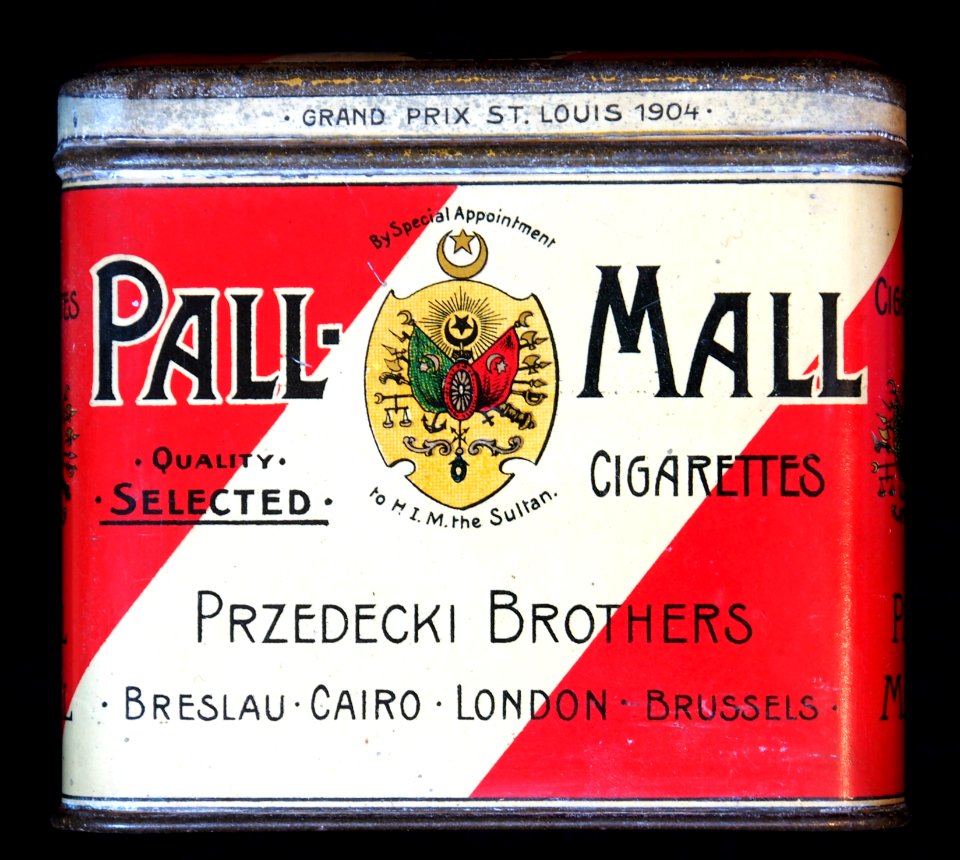 · GRAND PRIX ST. LOUIS 1904 ·
By Special Appointment
PALL-MALL
· QUALITY ·
· SELECTED ·
CIGARETTES
to H.I.M. the Sultan.
PRZEDECKI BROTHERS
· BRESLAU · CAIRO · LONDON · BRUSSELS ·